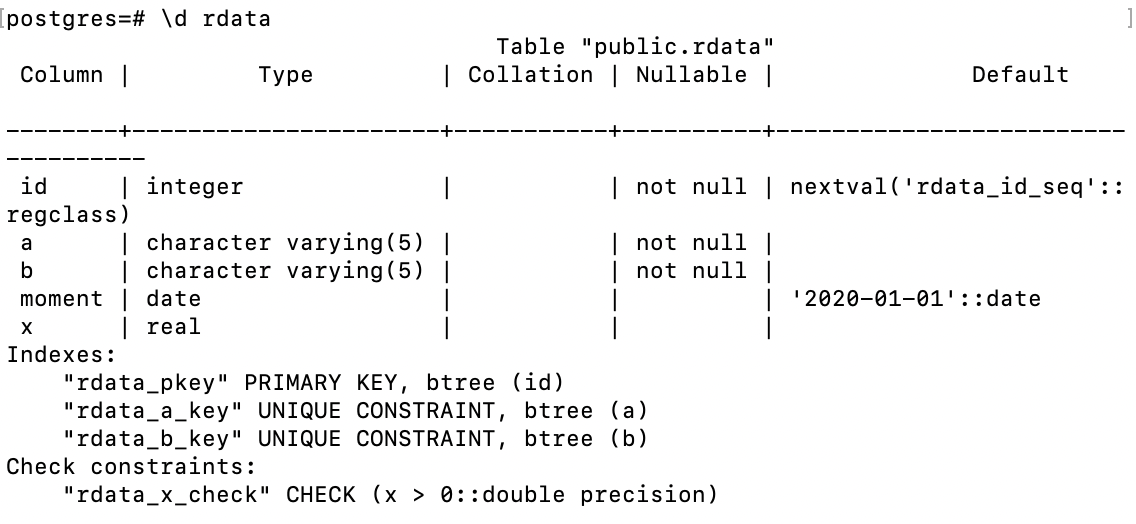 [postgres=# \d rdata ]
Table "public.rdata"
Column | Type | Collation | Nullable | Default
--------+----------------------+-----------+----------+-------------------------
----------
id | integer | | not null | nextval('rdata_id_seq'::
regclass)
a | character varying(5) | | not null |
b | character varying(5) | | not null |
moment | date | | | '2020-01-01'::date
x | real | | |
Indexes:
"rdata_pkey" PRIMARY KEY, btree (id)
"rdata_a_key" UNIQUE CONSTRAINT, btree (a)
"rdata_b_key" UNIQUE CONSTRAINT, btree (b)
Check constraints:
"rdata_x_check" CHECK (x > 0::double precision)